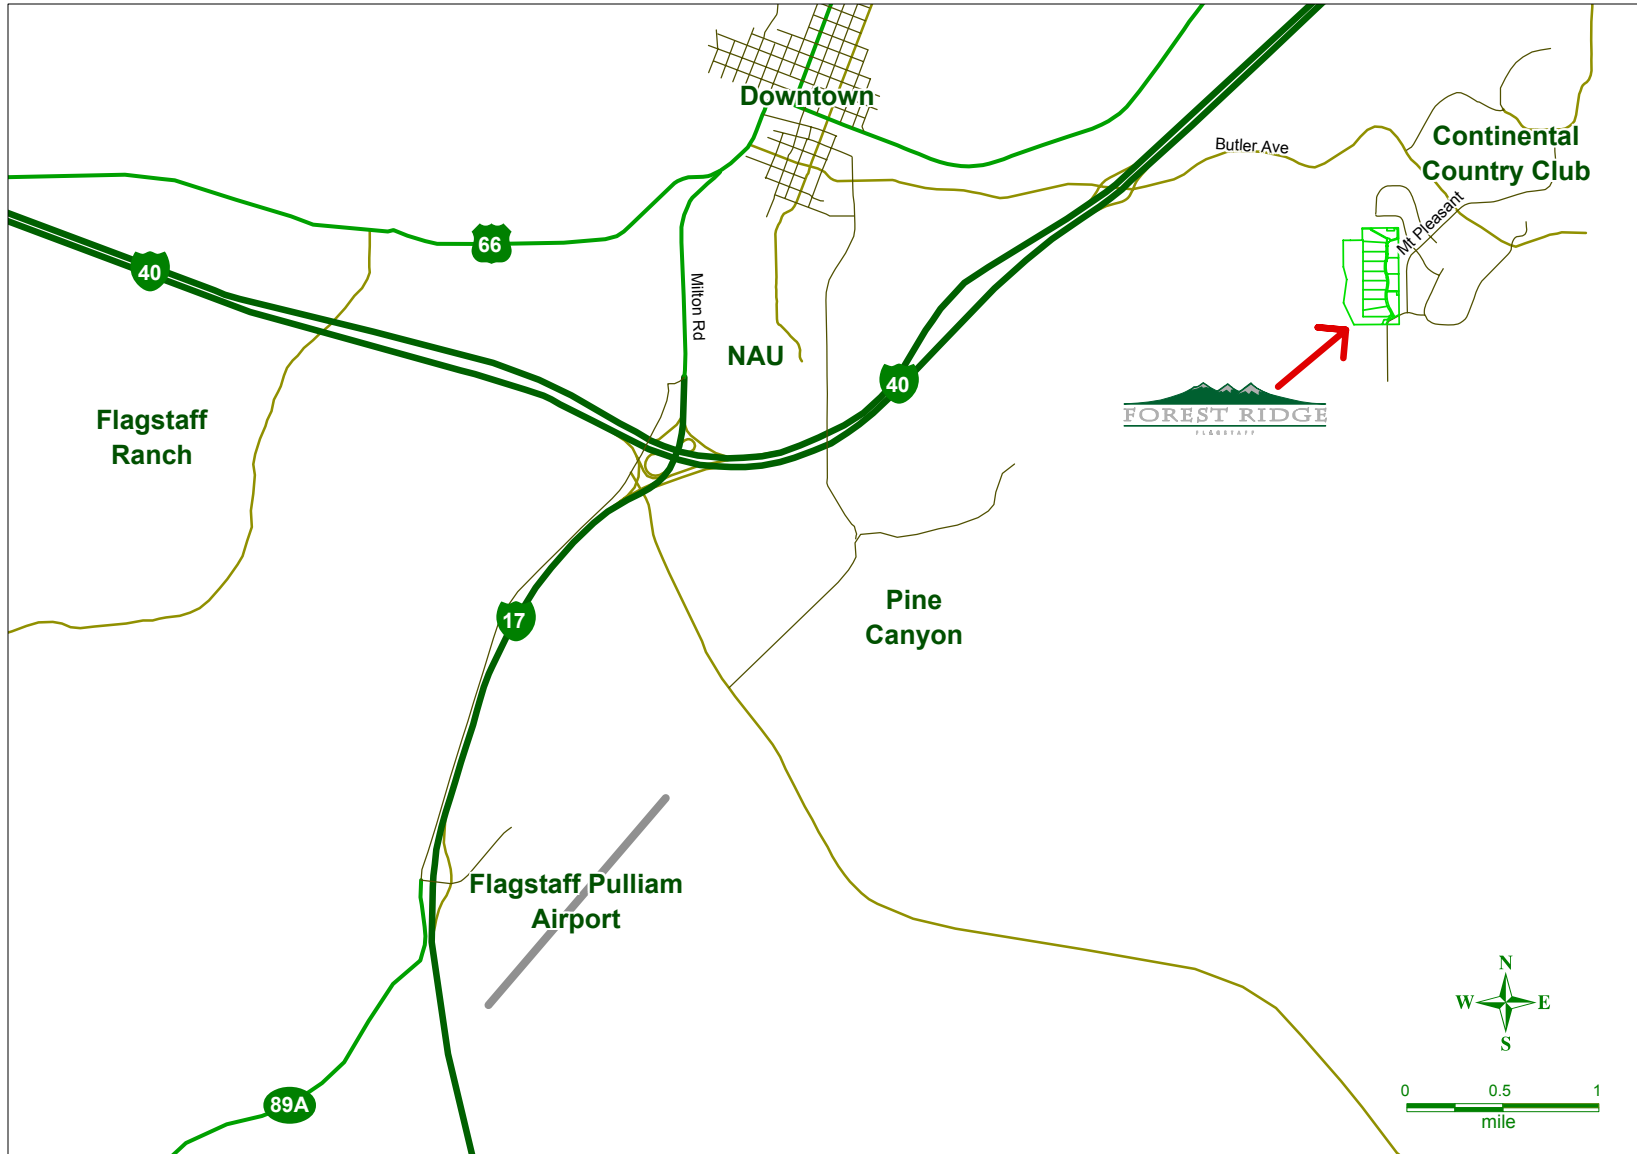 Downtown
Butler Ave
Continental
Country Club
Mt Pleasant
66
40
Milton Rd
NAU
40
FOREST RIDGE
FLAGSTAFF
Flagstaff
Ranch
17
Pine
Canyon
Flagstaff Pulliam
Airport
N
W E
S
89A
0 0.5 1
mile